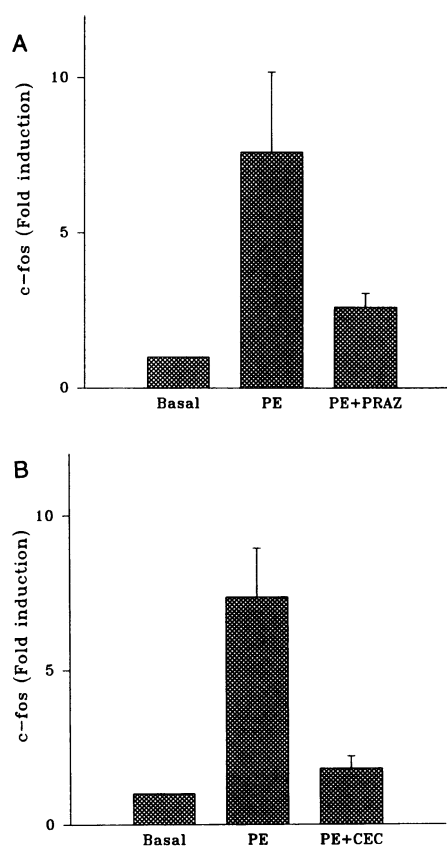 A
c-fos (Fold induction)
10
5
0
Basal PE PE+PRAZ
B
c-fos (Fold induction)
10
5
0
Basal PE PE+CEC